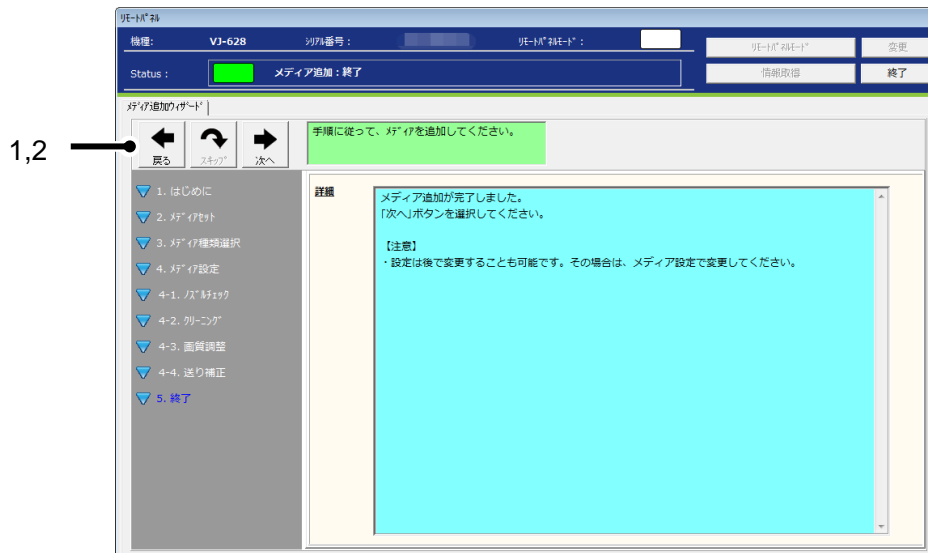 ﾘﾓｰﾄﾊﾟﾈﾙ
機種: VJ-628 ｼﾘｱﾙ番号： ﾘﾓｰﾄﾊﾟﾈﾙﾓｰﾄﾞ： ﾘﾓｰﾄﾊﾟﾈﾙﾓｰﾄﾞ 変更
Status： メディア追加：終了 情報取得 終了
ﾒﾃﾞｨｱ追加ｳｨｻﾞｰﾄﾞ
1,2
戻る ｽｷｯﾌﾟ 次へ
手順に従って、ﾒﾃﾞｨｱを追加してください。
1. はじめに
2. ﾒﾃﾞｨｱｾｯﾄ
3. ﾒﾃﾞｨｱ種類選択
4. ﾒﾃﾞｨｱ設定
4-1. ﾉｽﾞﾙﾁｪｯｸ
4-2. ｸﾘｰﾆﾝｸﾞ
4-3. 画質調整
4-4. 送り補正
5. 終了
詳細
メディア追加が完了しました。
「次へ」ボタンを選択してください。
【注意】
・設定は後で変更することも可能です。その場合は、メディア設定で変更してください。